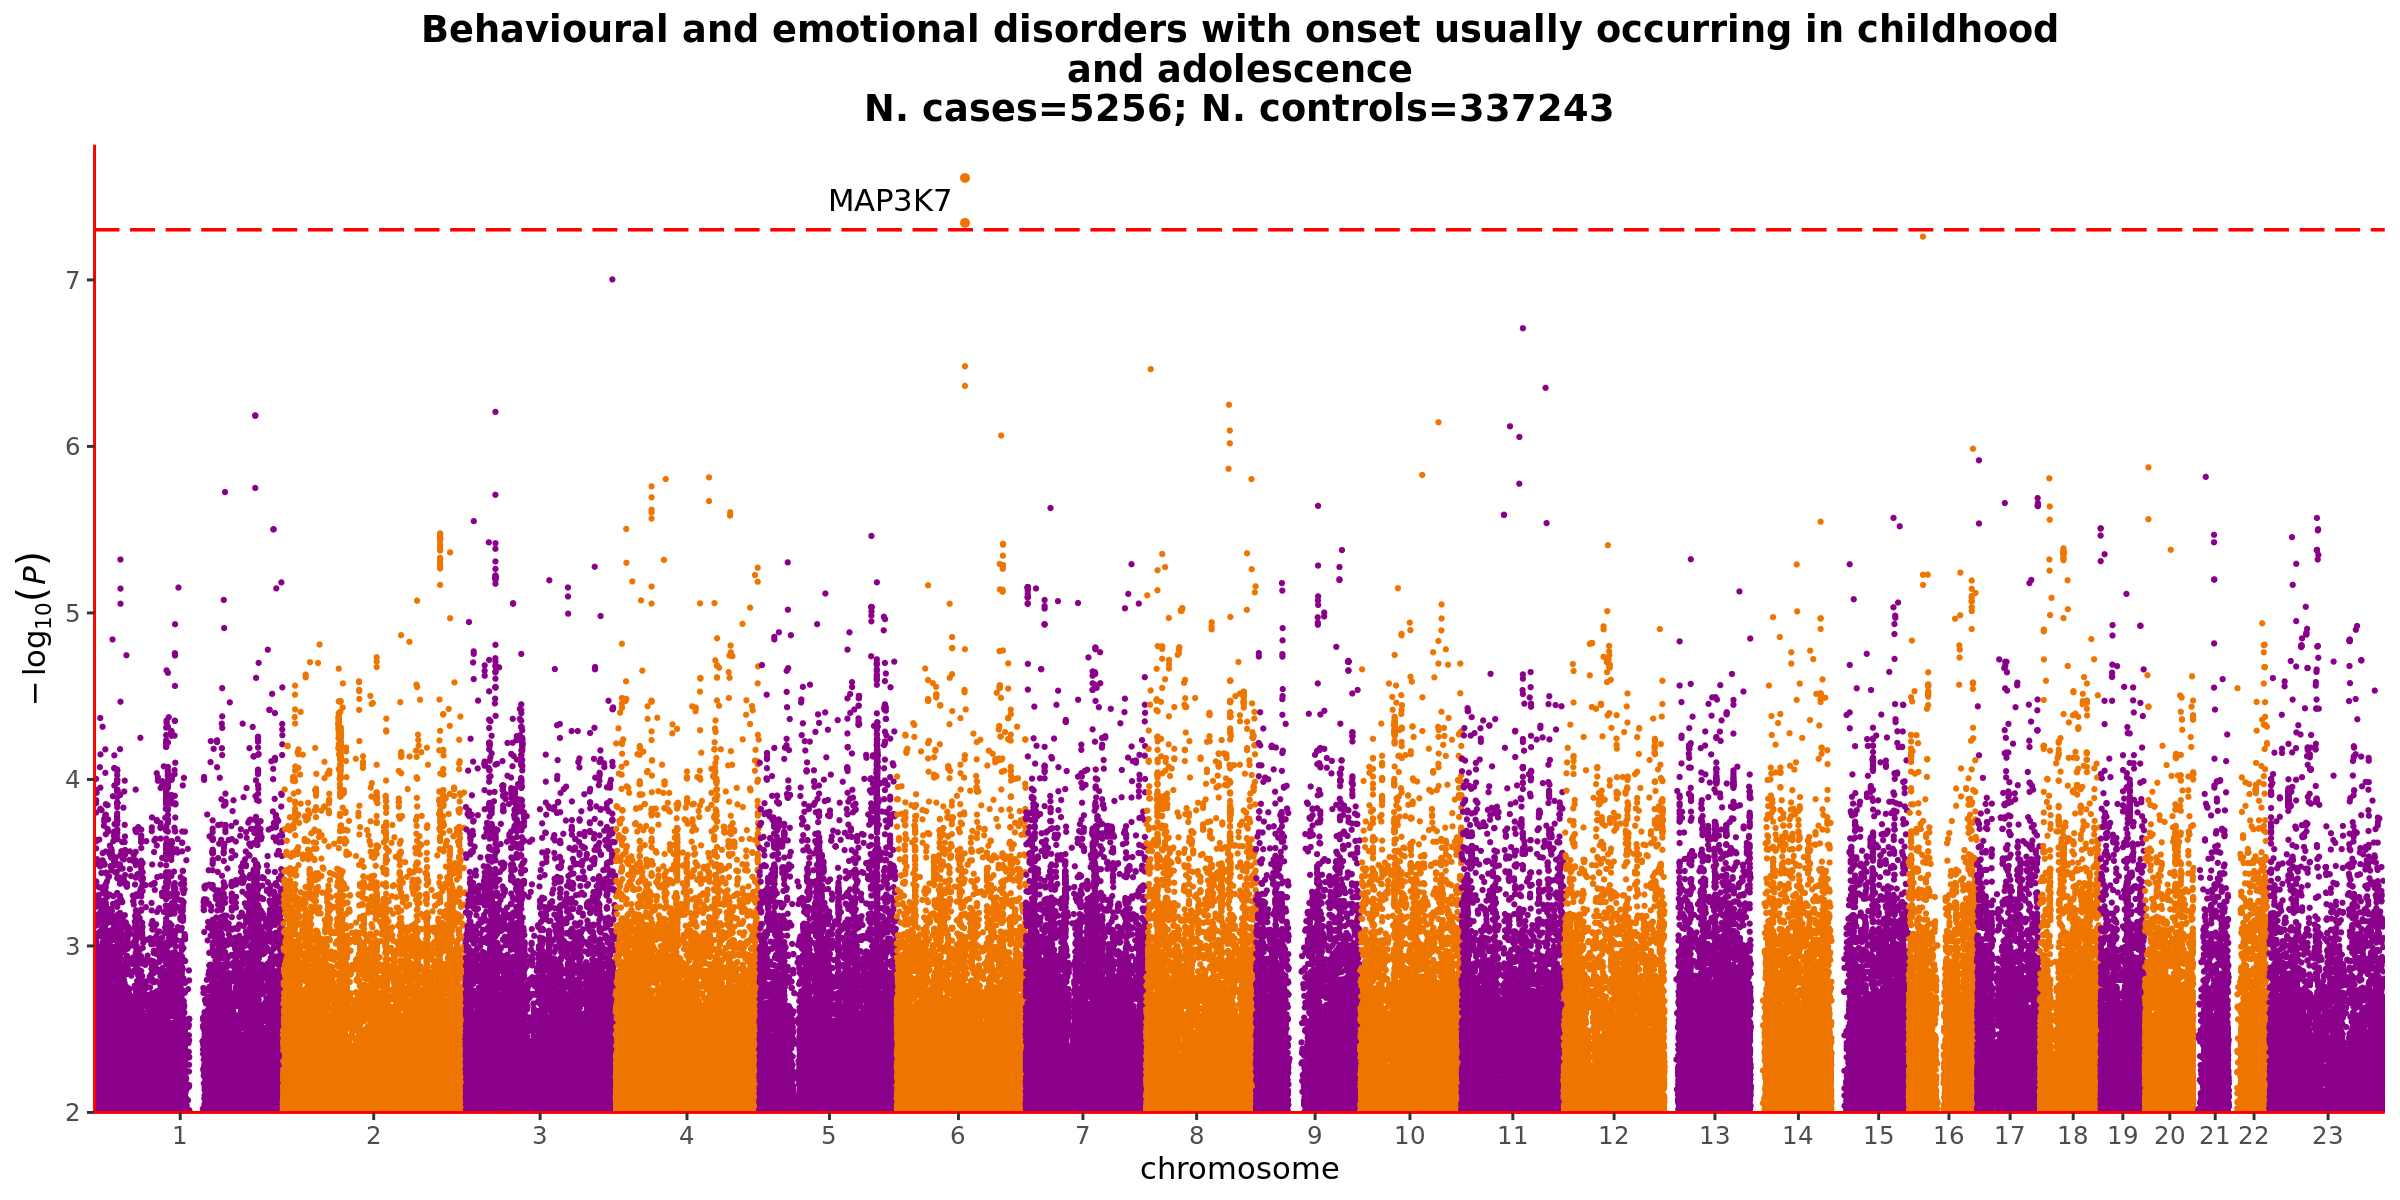 Behavioural and emotional disorders with onset usually occurring in childhood
and adolescence
N. cases=5256; N. controls=337243
MAP3K7
7
6
5
4
3
2
−log₁₀(P)
1 2 3 4 5 6 7 8 9 10 11 12 13 14 15 16 17 18 19 20 21 22 23
chromosome